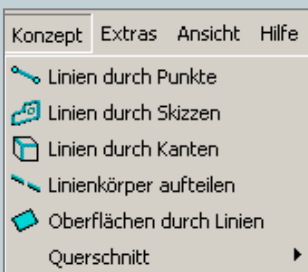 Konzept Extras Ansicht Hilfe
Linien durch Punkte
Linien durch Skizzen
Linien durch Kanten
Linienkörper aufteilen
Oberflächen durch Linien
Querschnitt